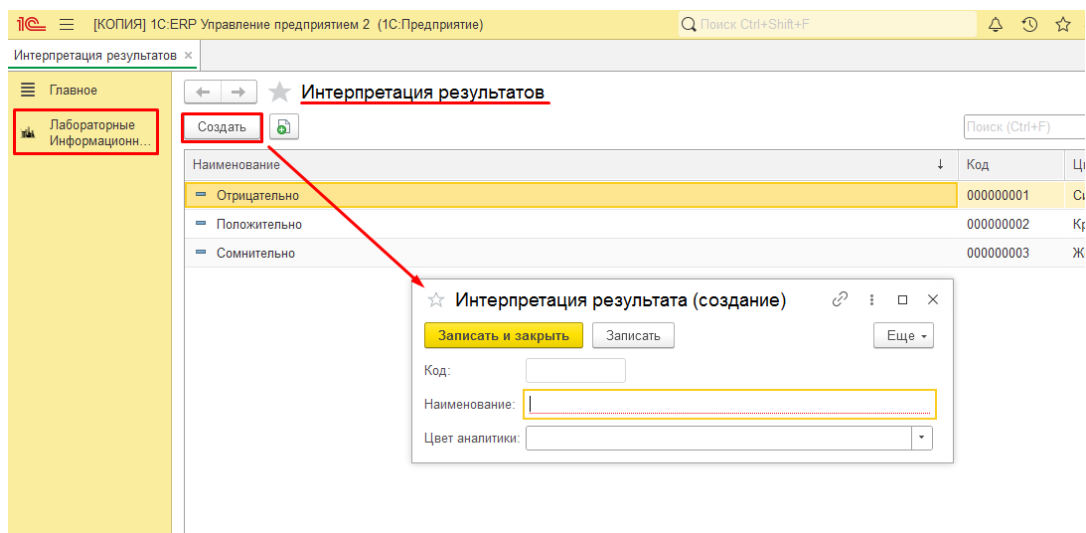 1С [КОПИЯ] 1С:ERP Управление предприятием 2 (1С:Предприятие) Поиск Ctrl+Shift+F
Интерпретация результатов ×
Главное
Лабораторные
Информационн...
Интерпретация результатов
Создать Поиск (Ctrl+F)
Наименование ↓ Код
Отрицательно 000000001
Положительно 000000002
Сомнительно 000000003
Интерпретация результата (создание)
Записать и закрыть Записать Еще
Код:
Наименование:
Цвет аналитики: